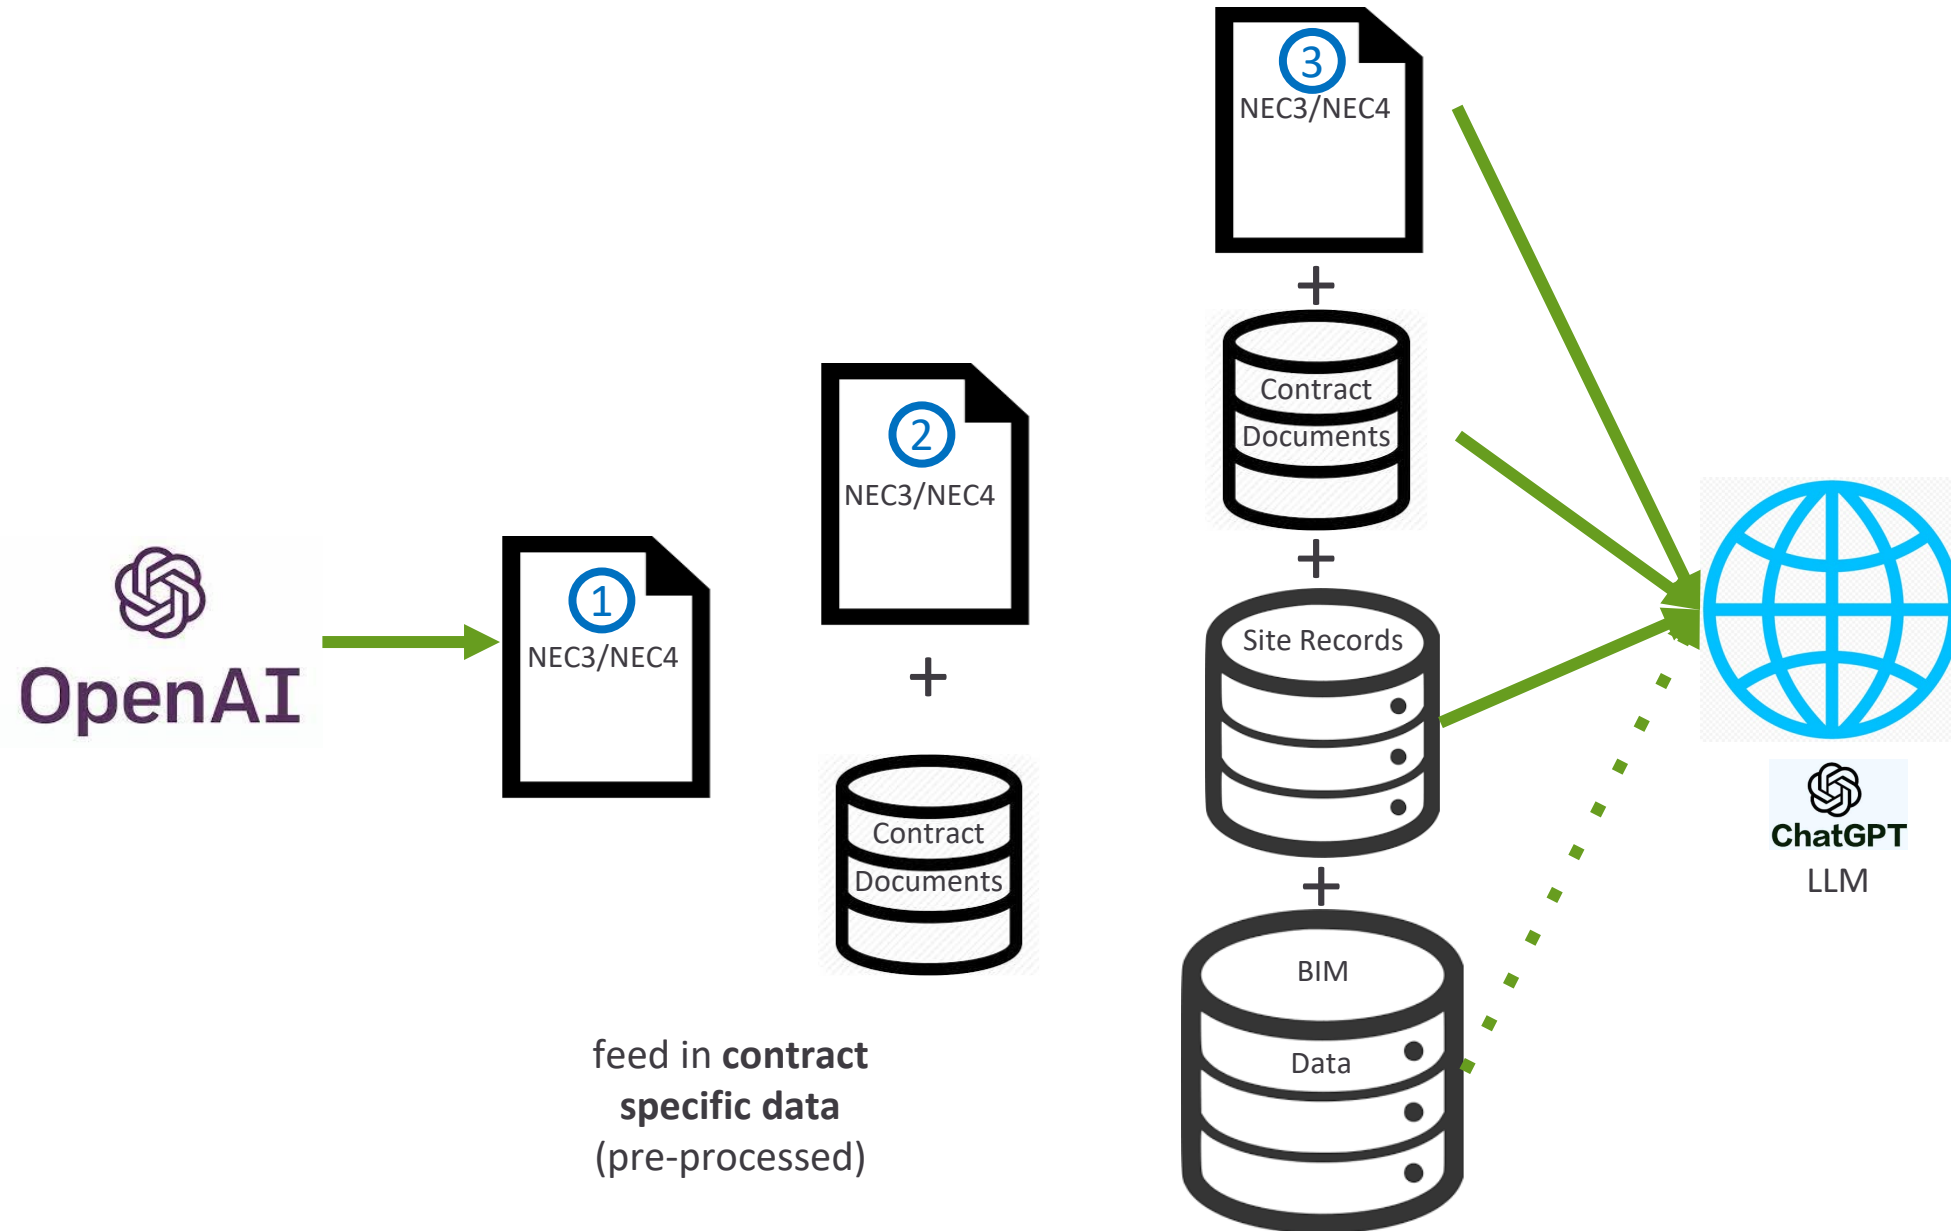 OpenAI
1
NEC3/NEC4
2
NEC3/NEC4
+
Contract
Documents
feed in contract
specific data
(pre-processed)
3
NEC3/NEC4
+
Contract
Documents
+
Site Records
+
BIM
Data
ChatGPT
LLM